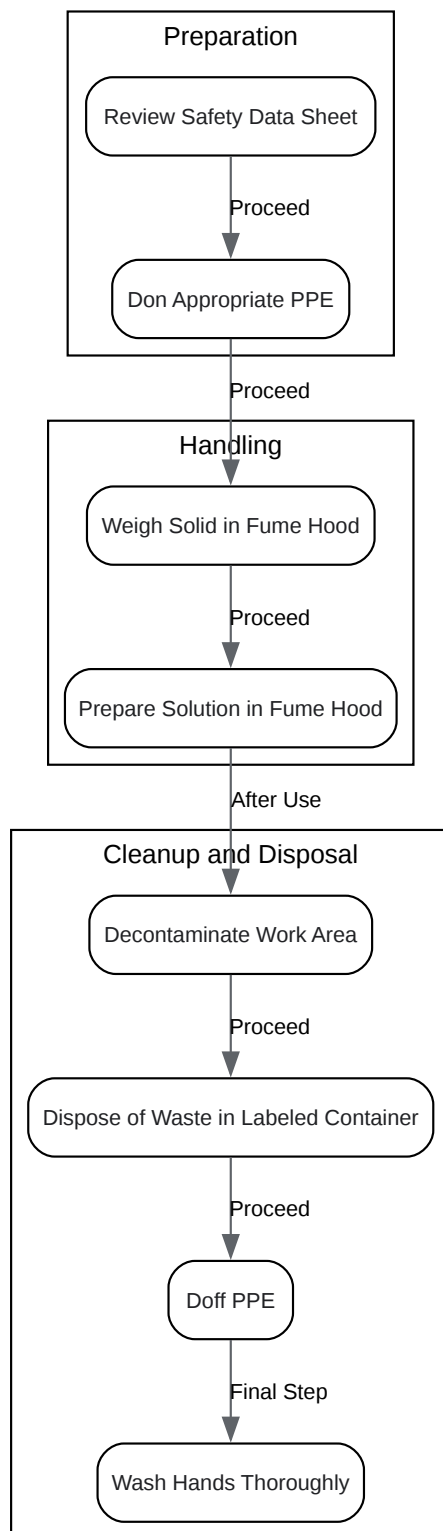 Preparation
Review Safety Data Sheet
Proceed
Don Appropriate PPE
Proceed
Handling
Weigh Solid in Fume Hood
Proceed
Prepare Solution in Fume Hood
After Use
Cleanup and Disposal
Decontaminate Work Area
Proceed
Dispose of Waste in Labeled Container
Proceed
Doff PPE
Final Step
Wash Hands Thoroughly